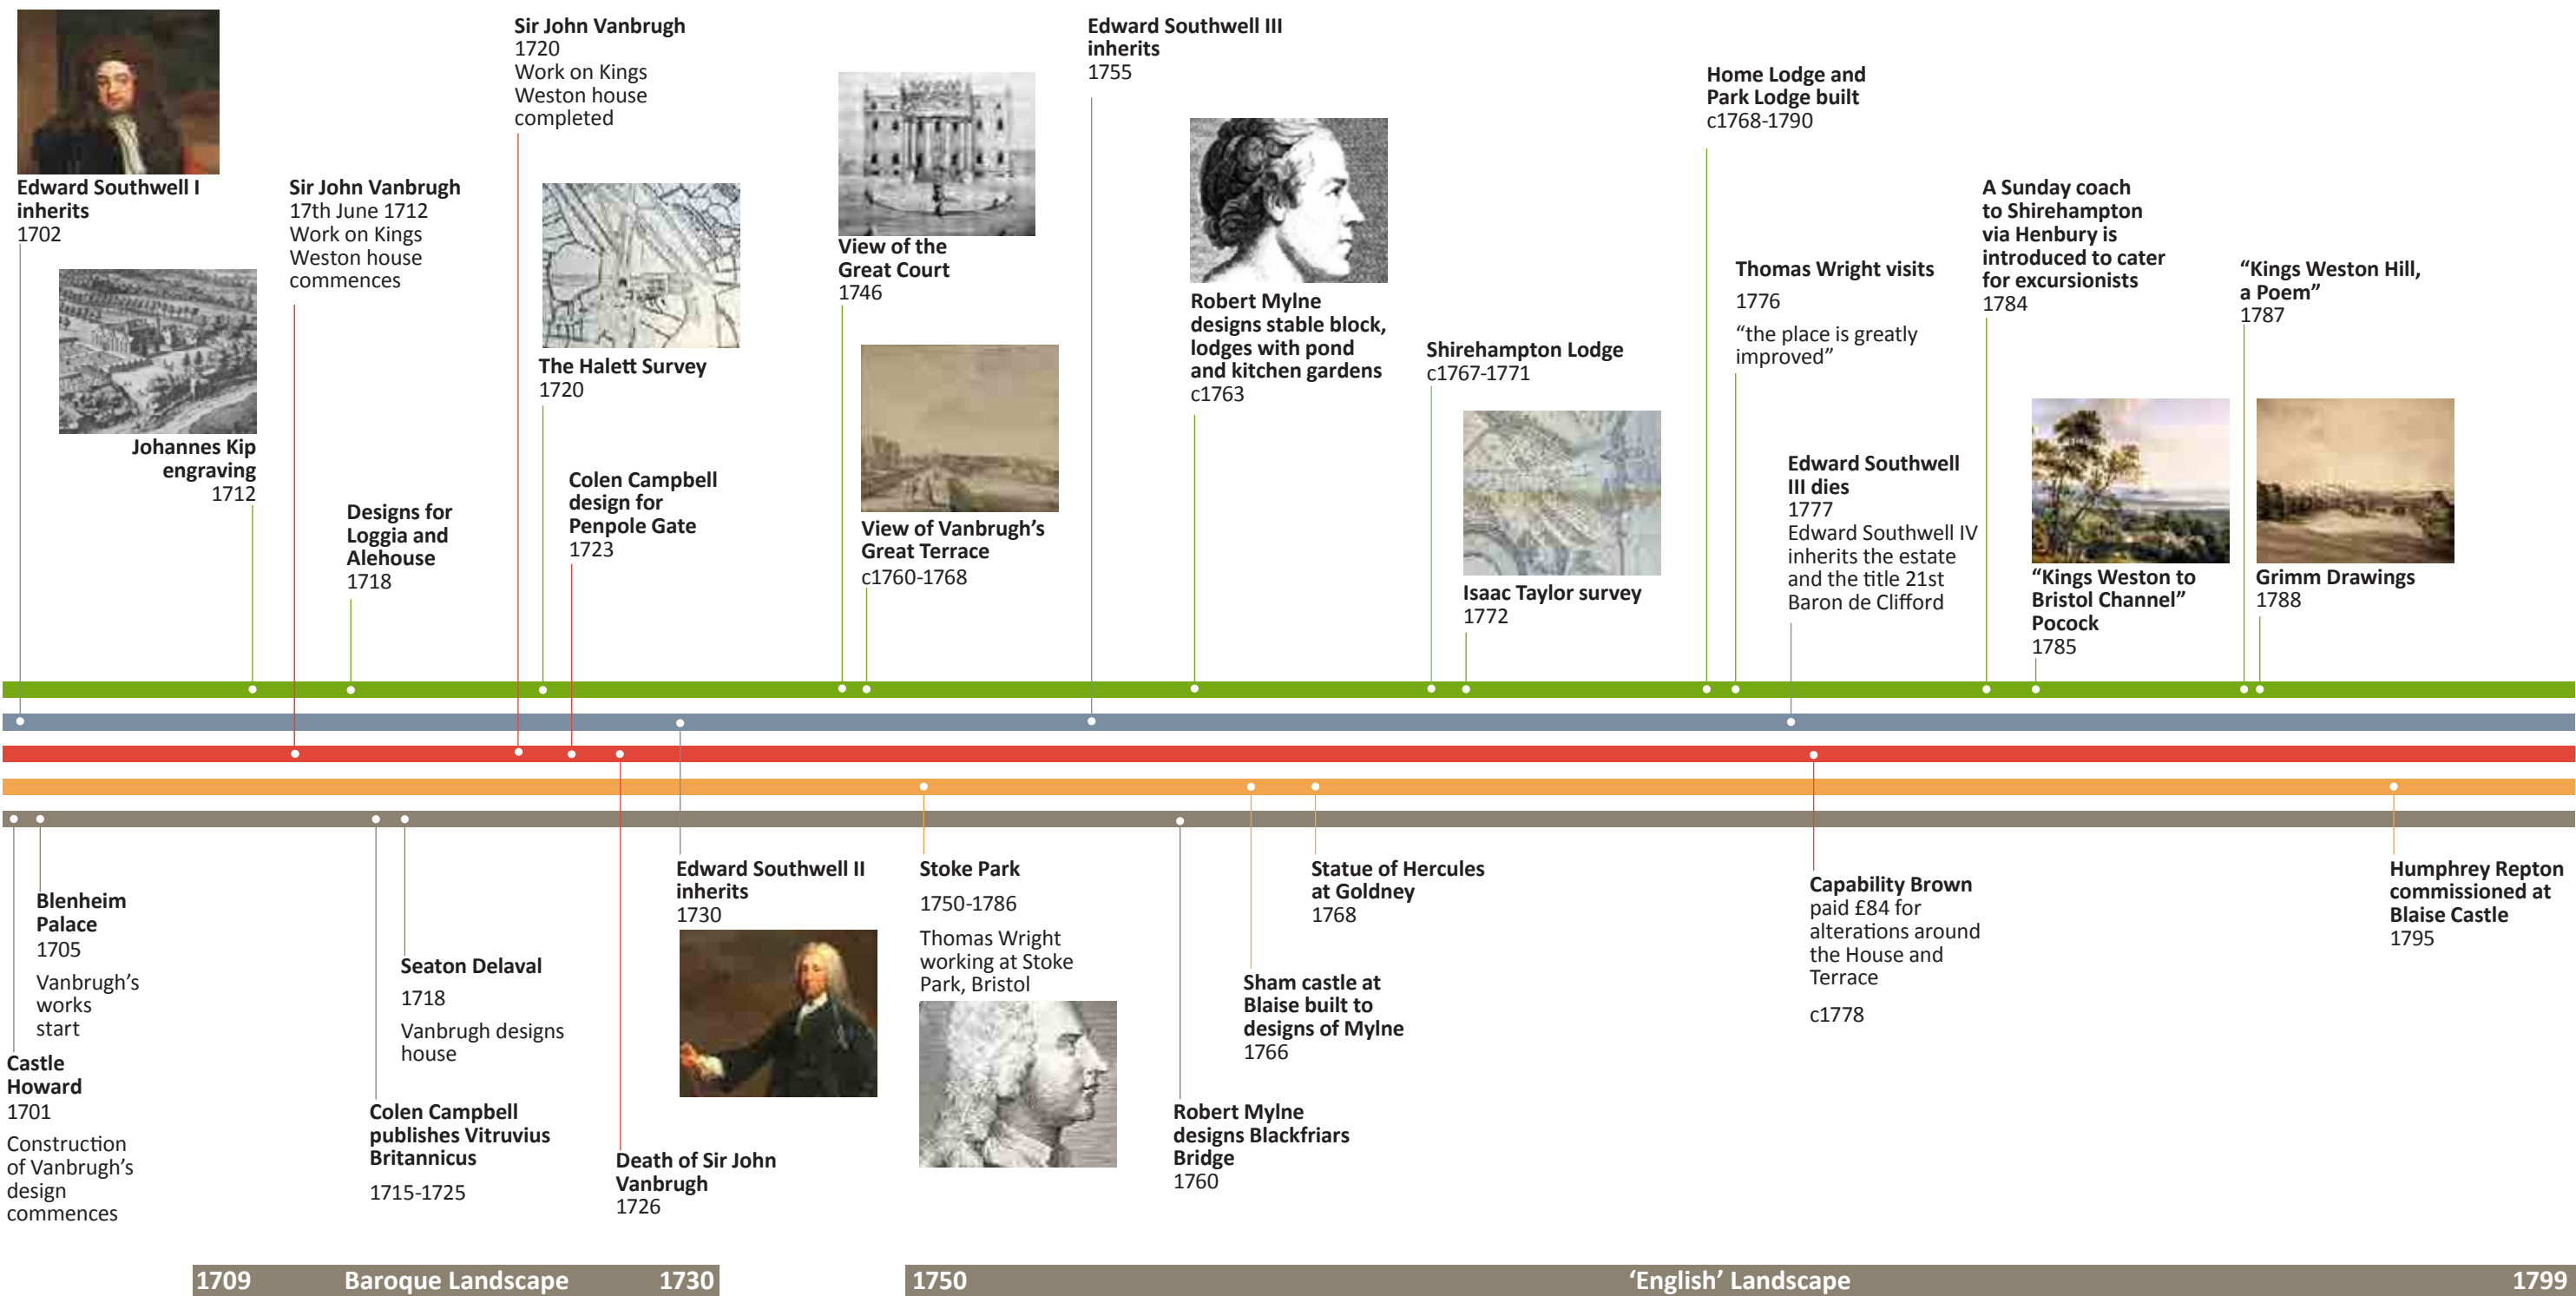 Edward Southwell I
inherits
1702
Johannes Kip
engraving
1712
Sir John Vanbrugh
17th June 1712
Work on Kings
Weston house
commences
Designs for
Loggia and
Alehouse
1718
Sir John Vanbrugh
1720
Work on Kings
Weston house
completed
The Halett Survey
1720
Colen Campbell
design for
Penpole Gate
1723
View of the
Great Court
1746
View of Vanbrugh’s
Great Terrace
c1760-1768
Edward Southwell III
inherits
1755
Robert Mylne
designs stable block,
lodges with pond
and kitchen gardens
c1763
Shirehampton Lodge
c1767-1771
Isaac Taylor survey
1772
Home Lodge and
Park Lodge built
c1768-1790
Thomas Wright visits
1776
“the place is greatly
improved”
Edward Southwell
III dies
1777
Edward Southwell IV
inherits the estate
and the title 21st
Baron de Clifford
A Sunday coach
to Shirehampton
via Henbury is
introduced to cater
for excursionists
1784
“Kings Weston to
Bristol Channel”
Pocock
1785
“Kings Weston Hill,
a Poem”
1787
Grimm Drawings
1788
Castle
Howard
1701
Construction
of Vanbrugh’s
design
commences
Blenheim
Palace
1705
Vanbrugh’s
works
start
Colen Campbell
publishes Vitruvius
Britannicus
1715-1725
Seaton Delaval
1718
Vanbrugh designs
house
Death of Sir John
Vanbrugh
1726
Edward Southwell II
inherits
1730
Stoke Park
1750-1786
Thomas Wright
working at Stoke
Park, Bristol
Robert Mylne
designs Blackfriars
Bridge
1760
Sham castle at
Blaise built to
designs of Mylne
1766
Statue of Hercules
at Goldney
1768
Capability Brown
paid £84 for
alterations around
the House and
Terrace
c1778
Humphrey Repton
commissioned at
Blaise Castle
1795
1709 Baroque Landscape 1730
1750 ‘English’ Landscape 1799